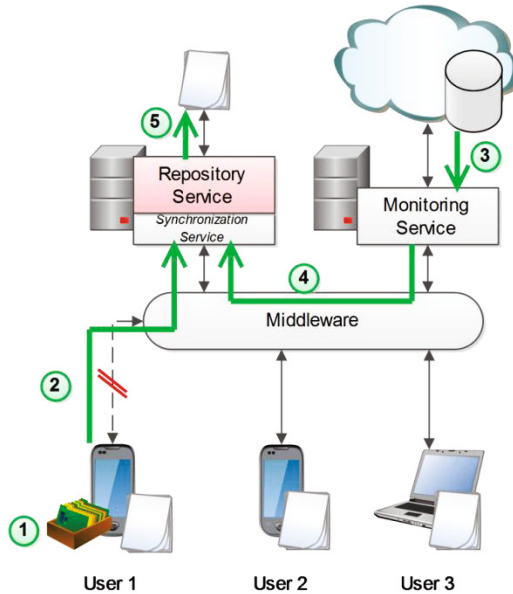 5
3
Repository
Service
Synchronization
Service
Monitoring
Service
4
Middleware
2
1
User 1
User 2
User 3